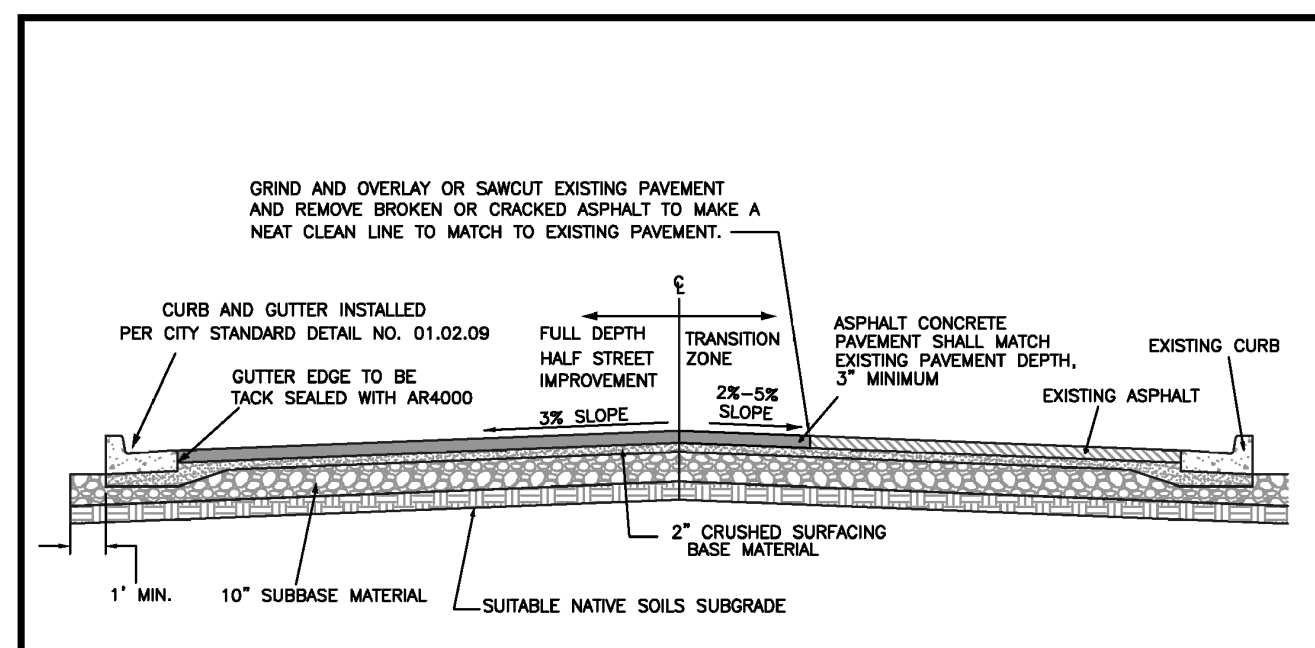 GRIND AND OVERLAY OR SAWCUT EXISTING PAVEMENT
AND REMOVE BROKEN OR CRACKED ASPHALT TO MAKE A
NEAT CLEAN LINE TO MATCH TO EXISTING PAVEMENT.
℄
CURB AND GUTTER INSTALLED
PER CITY STANDARD DETAIL NO. 01.02.09
GUTTER EDGE TO BE
TACK SEALED WITH AR4000
FULL DEPTH
HALF STREET
IMPROVEMENT
3% SLOPE
TRANSITION
ZONE
2%-5%
SLOPE
ASPHALT CONCRETE
PAVEMENT SHALL MATCH
EXISTING PAVEMENT DEPTH,
3" MINIMUM
EXISTING CURB
EXISTING ASPHALT
2" CRUSHED SURFACING
BASE MATERIAL
1' MIN.
10" SUBBASE MATERIAL
SUITABLE NATIVE SOILS SUBGRADE